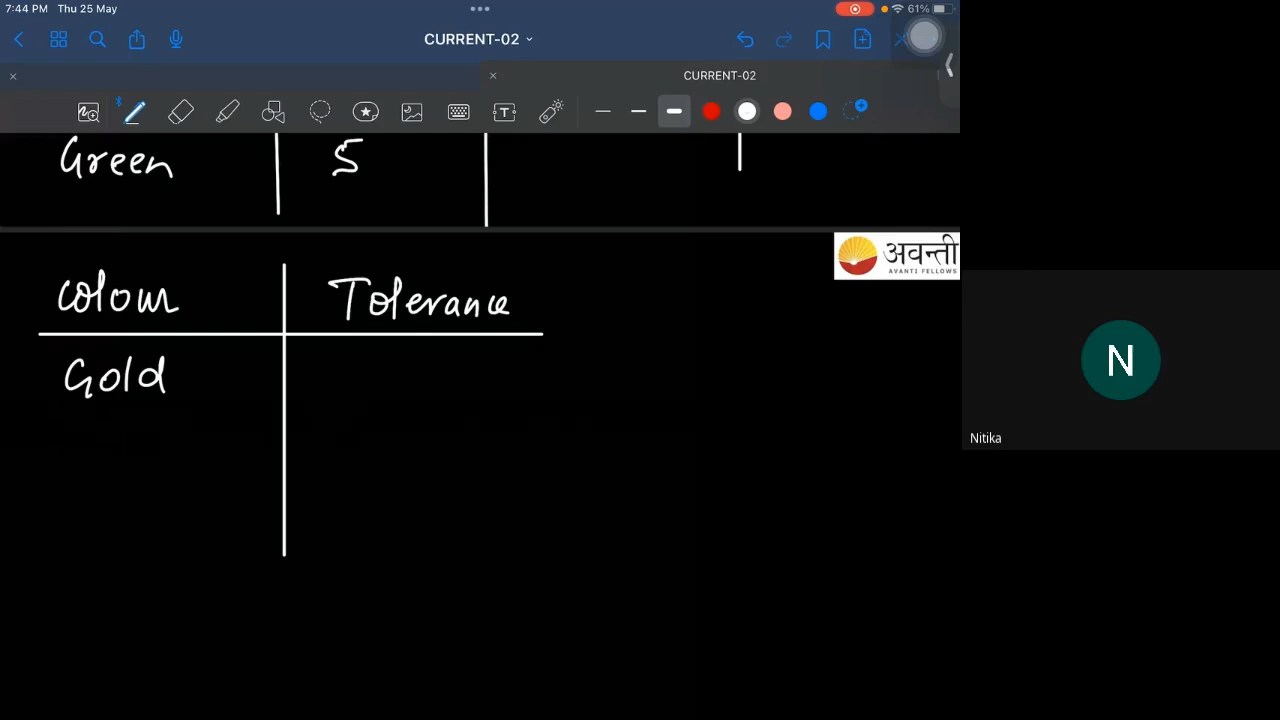 7:44 PM Thu 25 May
61%
CURRENT-02
CURRENT-02
T
Green 5
अवन्ती
AVANTI FELLOWS
Colour Tolerance
Gold
N
Nitika